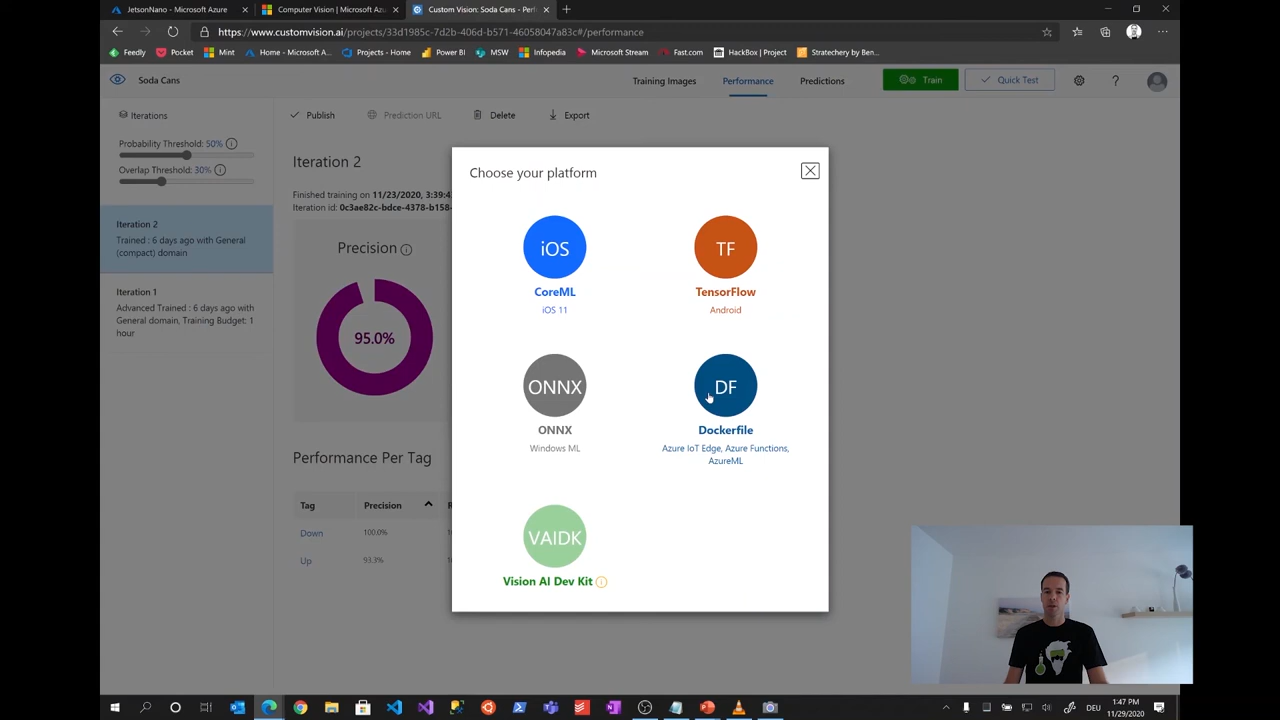 JetsonNano - Microsoft Azure
Computer Vision | Microsoft Az
Custom Vision: Soda Cans - Per
https://www.customvision.ai/projects/33d1985c-7d2b-406d-b571-46058047a83c#/performance
Feedly
Pocket
Mint
Home - Microsoft A...
Projects - Home
Power BI
MSW
Infopedia
Microsoft Stream
Fast.com
HackBox | Project
Stratechery by Ben...
Soda Cans
Training Images
Performance
Predictions
Train
Quick Test
?
Iterations
Probability Threshold: 50%
Overlap Threshold: 30%
Iteration 2
Trained : 6 days ago with General
(compact) domain
Iteration 1
Advanced Trained : 6 days ago with
General domain, Training Budget: 1
hour
Publish
Prediction URL
Delete
Export
Iteration 2
Finished training on 11/23/2020, 3:39:4
Iteration id: 0c3ae82c-bdce-4378-b158-
Precision
95.0%
Performance Per Tag
Tag
Precision
Down
100.0%
Up
93.3%
Choose your platform
iOS
CoreML
iOS 11
TF
TensorFlow
Android
ONNX
ONNX
Windows ML
DF
Dockerfile
Azure IoT Edge, Azure Functions,
AzureML
VAIDK
Vision AI Dev Kit
DEU
1:47 PM
11/29/2020